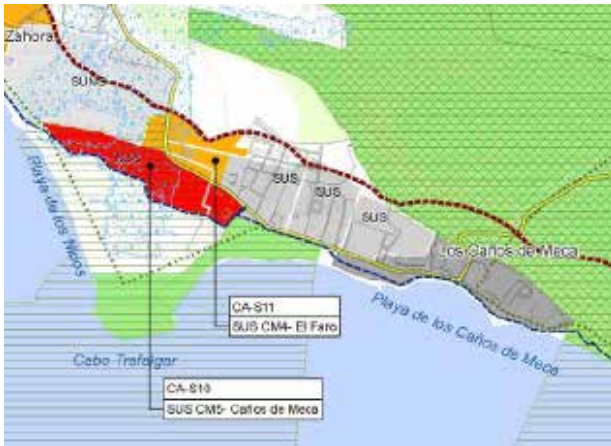 Zahora
SUNS
SUS
SUS
SUS
SUS
Los Caños de Meca
Playa de los Nidos
CA-S11
SUS CM4- El Faro
Playa de los Caños de Meca
Cabo Trafalgar
CA-S10
SUS CM5- Caños de Meca